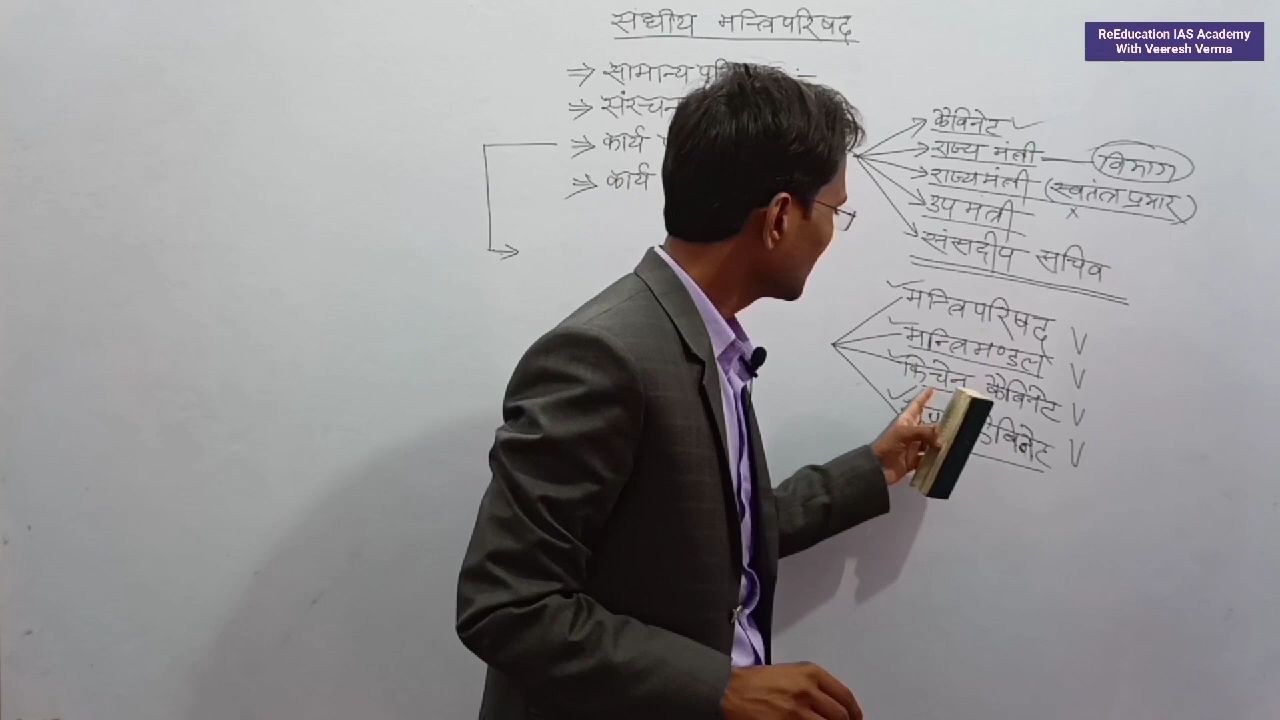 ReEducation IAS Academy
With Veeresh Verma
संघीय मन्त्रिपरिषद्
⇒ सामान्य :-
⇒ संरचना
⇒ कार्य
⇒ कार्य
कैबिनेट ✓
राज्य मंत्री — विभाग
राज्यमंत्री (स्वतंत्र प्रभार) x
उप मंत्री
संसदीय सचिव
मन्त्रिपरिषद् V
मन्त्रिमण्डल V
किचेन कैबिनेट V
कैबिनेट V